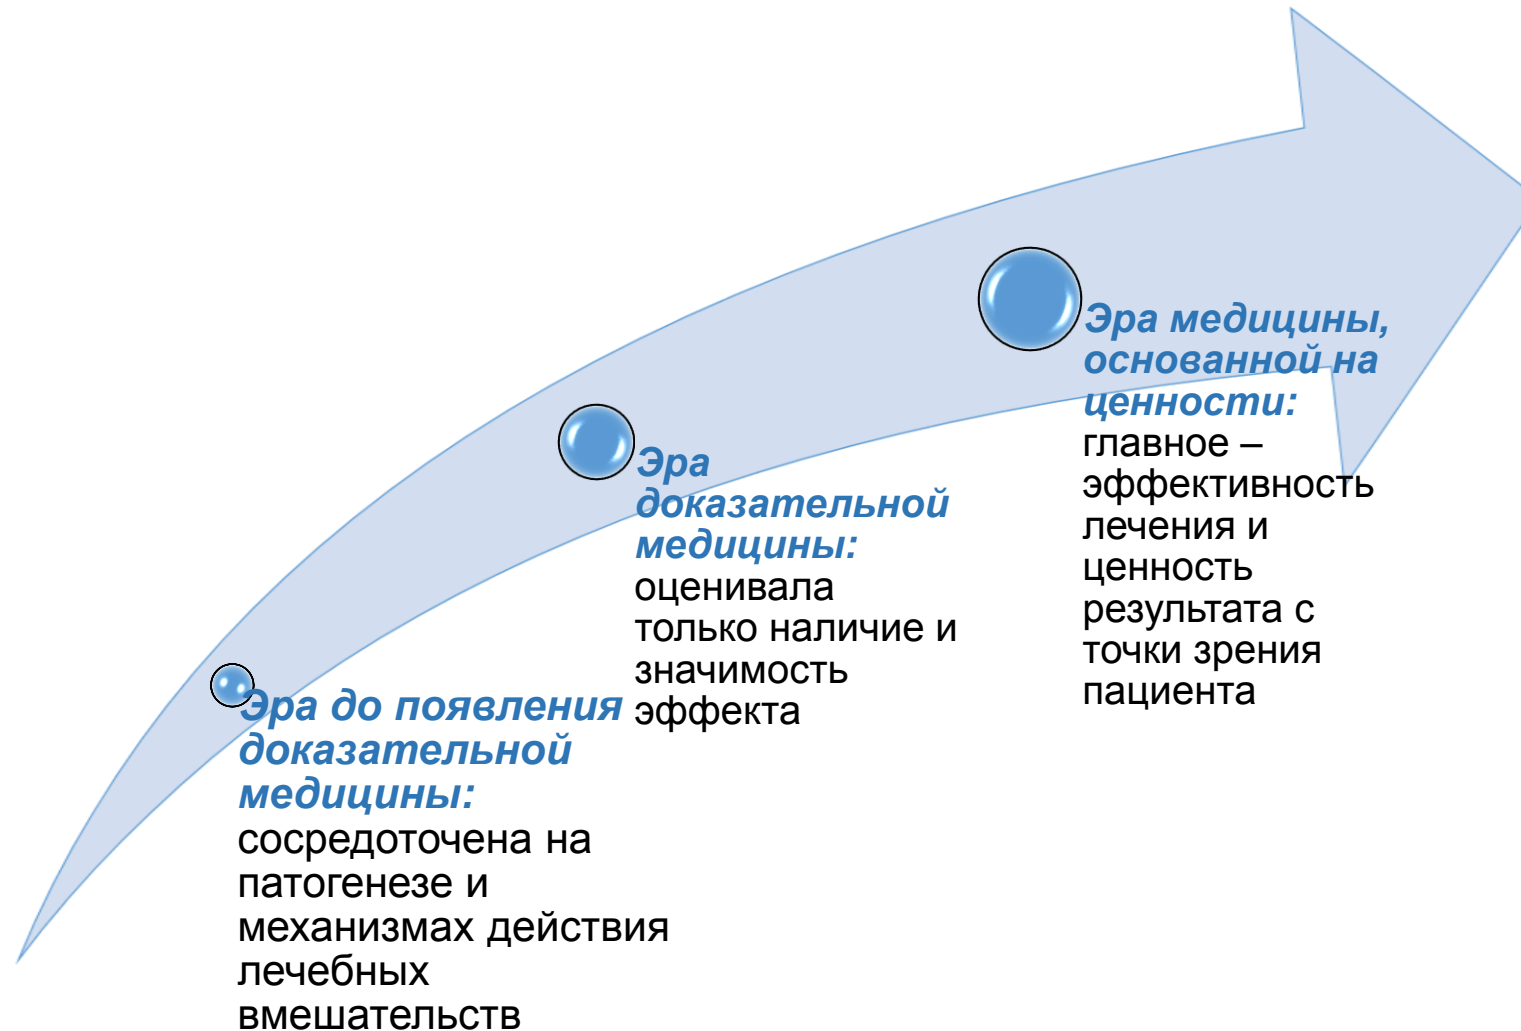 Эра до появления
доказательной
медицины:
сосредоточена на
патогенезе и
механизмах действия
лечебных
вмешательств
Эра
доказательной
медицины:
оценивала
только наличие и
значимость
эффекта
Эра медицины,
основанной на
ценности:
главное –
эффективность
лечения и
ценность
результата с
точки зрения
пациента